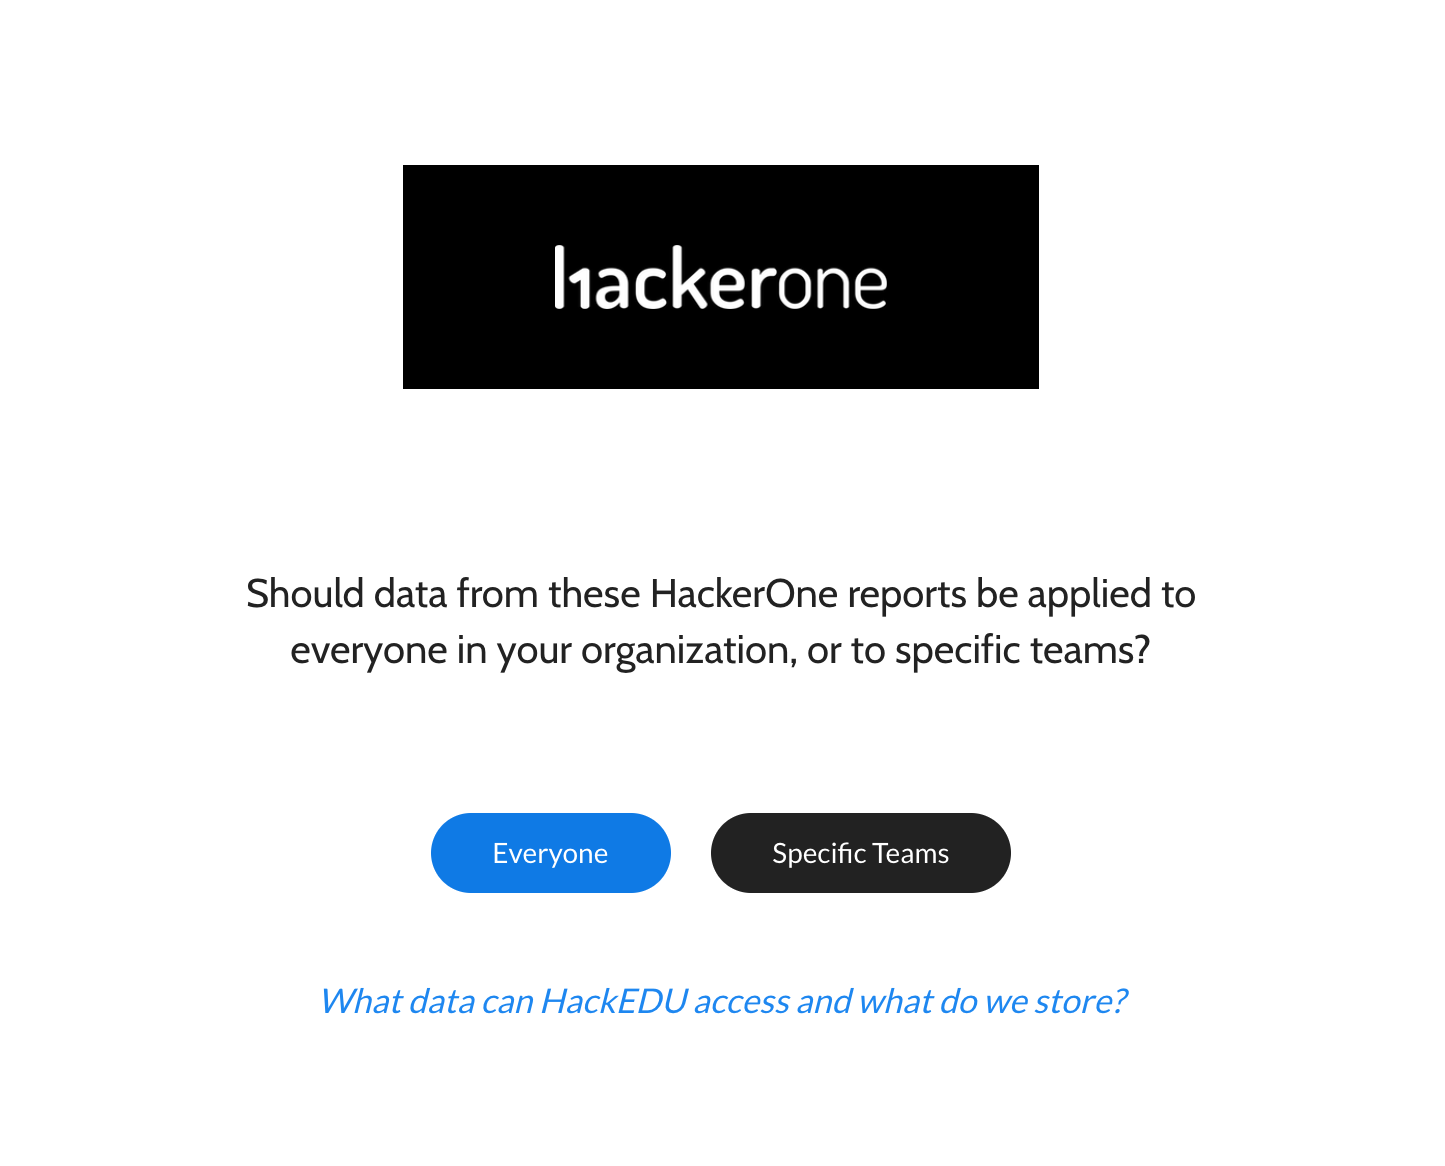 hackerone
Should data from these HackerOne reports be applied to
everyone in your organization, or to specific teams?
Everyone
Specific Teams
What data can HackEDU access and what do we store?